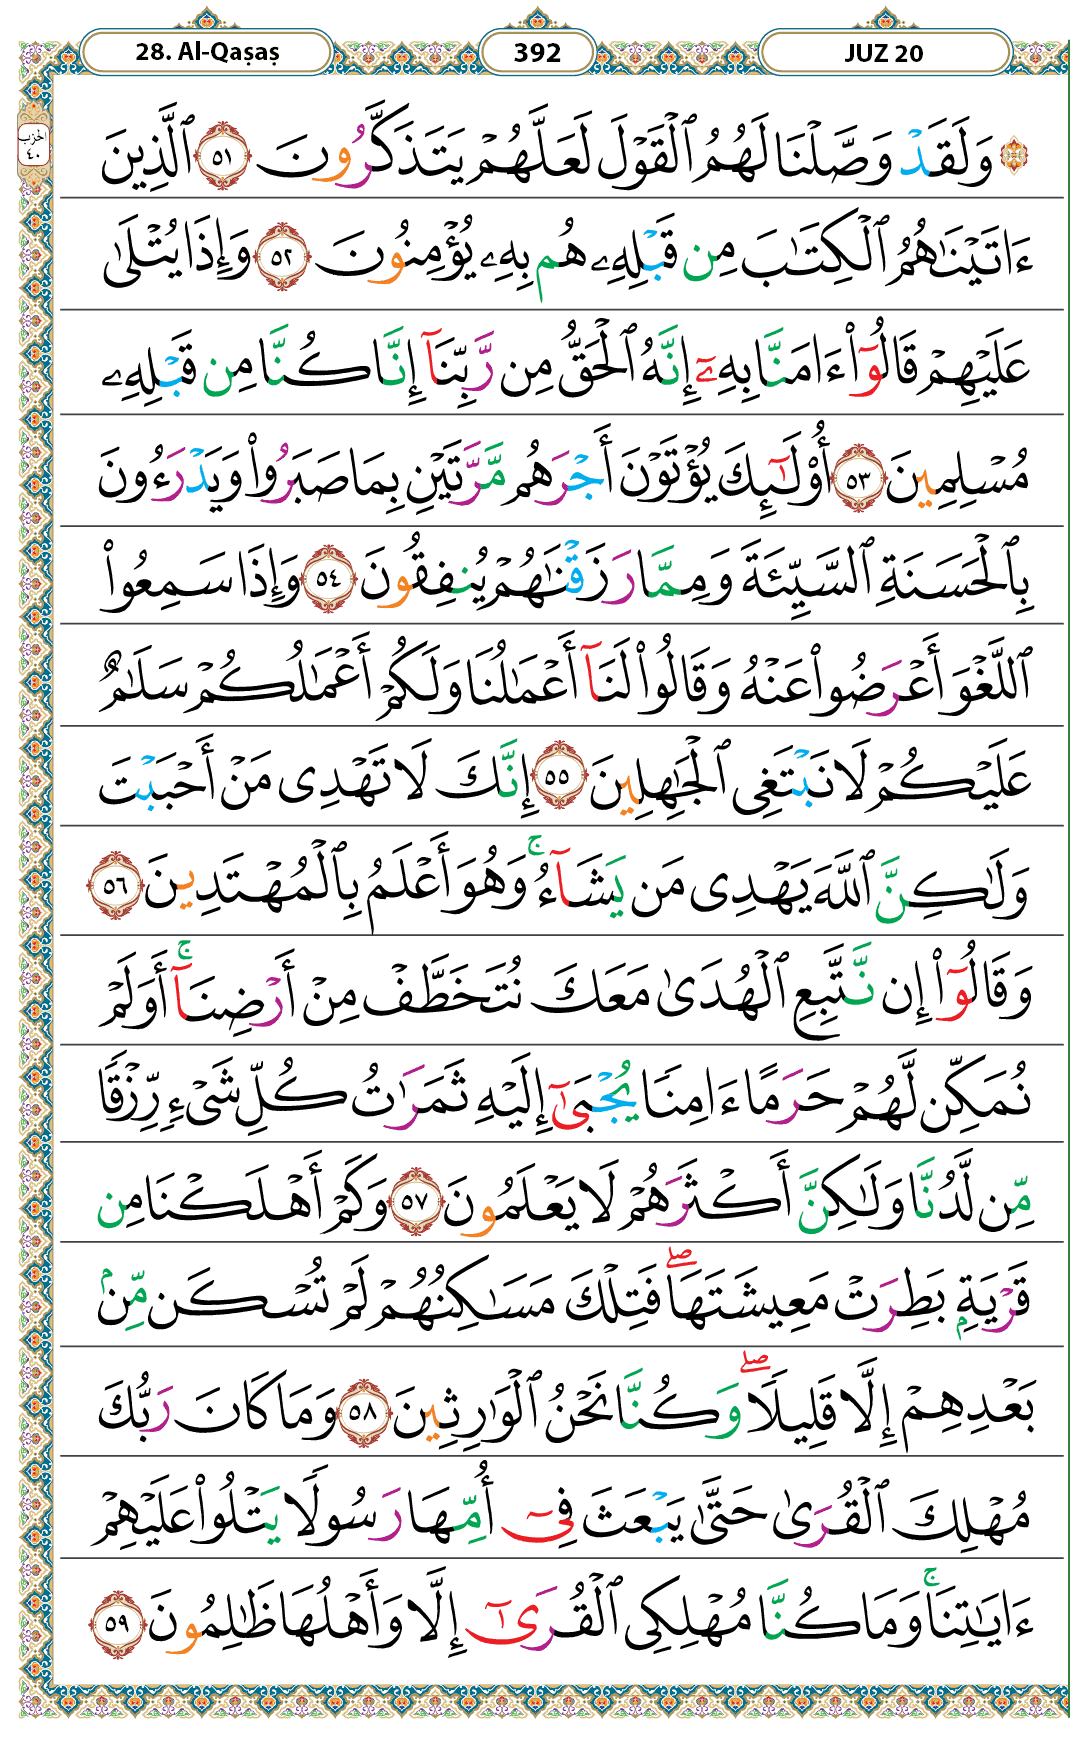 28. Al-Qaṣaṣ
392
JUZ 20
الحزب
٤٠
۞ وَلَقَدْ وَصَّلْنَا لَهُمُ ٱلْقَوْلَ لَعَلَّهُمْ يَتَذَكَّرُونَ ٥١ ٱلَّذِينَ
ءَاتَيْنَٰهُمُ ٱلْكِتَٰبَ مِن قَبْلِهِۦ هُم بِهِۦ يُؤْمِنُونَ ٥٢ وَإِذَا يُتْلَىٰ
عَلَيْهِمْ قَالُوٓا۟ ءَامَنَّا بِهِۦٓ إِنَّهُ ٱلْحَقُّ مِن رَّبِّنَآ إِنَّا كُنَّا مِن قَبْلِهِۦ
مُسْلِمِينَ ٥٣ أُو۟لَٰٓئِكَ يُؤْتَوْنَ أَجْرَهُم مَّرَّتَيْنِ بِمَا صَبَرُوا۟ وَيَدْرَءُونَ
بِٱلْحَسَنَةِ ٱلسَّيِّئَةَ وَمِمَّا رَزَقْنَٰهُمْ يُنفِقُونَ ٥٤ وَإِذَا سَمِعُوا۟
ٱللَّغْوَ أَعْرَضُوا۟ عَنْهُ وَقَالُوا۟ لَنَآ أَعْمَٰلُنَا وَلَكُمْ أَعْمَٰلُكُمْ سَلَٰمٌ
عَلَيْكُمْ لَا نَبْتَغِى ٱلْجَٰهِلِينَ ٥٥ إِنَّكَ لَا تَهْدِى مَنْ أَحْبَبْتَ
وَلَٰكِنَّ ٱللَّهَ يَهْدِى مَن يَشَآءُ ۚ وَهُوَ أَعْلَمُ بِٱلْمُهْتَدِينَ ٥٦
وَقَالُوٓا۟ إِن نَّتَّبِعِ ٱلْهُدَىٰ مَعَكَ نُتَخَطَّفْ مِنْ أَرْضِنَآ ۚ أَوَلَمْ
نُمَكِّن لَّهُمْ حَرَمًا ءَامِنًا يُجْبَىٰٓ إِلَيْهِ ثَمَرَٰتُ كُلِّ شَىْءٍ رِّزْقًا
مِّن لَّدُنَّا وَلَٰكِنَّ أَكْثَرَهُمْ لَا يَعْلَمُونَ ٥٧ وَكَمْ أَهْلَكْنَا مِن
قَرْيَةٍۭ بَطِرَتْ مَعِيشَتَهَا ۖ فَتِلْكَ مَسَٰكِنُهُمْ لَمْ تُسْكَن مِّنۢ
بَعْدِهِمْ إِلَّا قَلِيلًا ۖ وَكُنَّا نَحْنُ ٱلْوَٰرِثِينَ ٥٨ وَمَا كَانَ رَبُّكَ
مُهْلِكَ ٱلْقُرَىٰ حَتَّىٰ يَبْعَثَ فِىٓ أُمِّهَا رَسُولًا يَتْلُوا۟ عَلَيْهِمْ
ءَايَٰتِنَا ۚ وَمَا كُنَّا مُهْلِكِى ٱلْقُرَىٰٓ إِلَّا وَأَهْلُهَا ظَٰلِمُونَ ٥٩